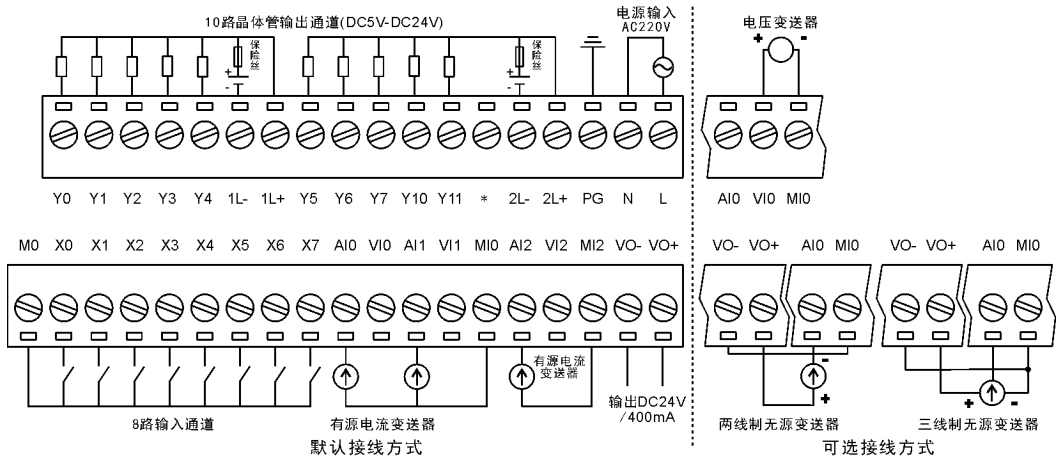 10路晶体管输出通道(DC5V-DC24V)
电源输入
AC220V
电压变送器
+ -
保险丝
+
-
保险丝
+
-
Y0 Y1 Y2 Y3 Y4 1L- 1L+ Y5 Y6 Y7 Y10 Y11 * 2L- 2L+ PG N L
AI0 VI0 MI0
M0 X0 X1 X2 X3 X4 X5 X6 X7 AI0 VI0 AI1 VI1 MI0 AI2 VI2 MI2 VO- VO+
VO- VO+ AI0 MI0
VO- VO+ AI0 MI0
有源电流
变送器
-
+
+ -
8路输入通道
有源电流变送器
输出DC24V
/400mA
两线制无源变送器
三线制无源变送器
默认接线方式
可选接线方式